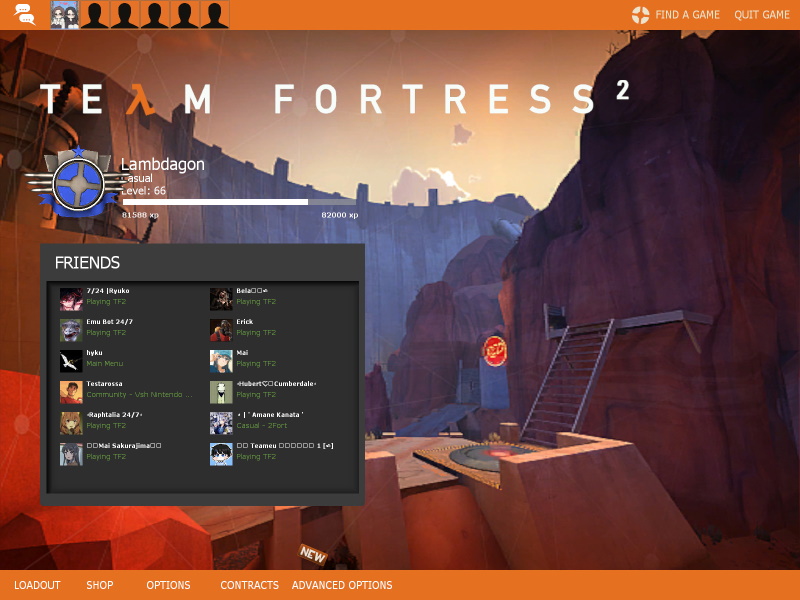 FIND A GAME QUIT GAME
TEλM FORTRESS 2
Lambdagon
Casual
Level: 66
81588 xp 82000 xp
FRIENDS
7/24 |Ryuko
Playing TF2
Bela
Playing TF2
Emu Bot 24/7
Playing TF2
Erick
Playing TF2
hyku
Main Menu
Mai
Playing TF2
Testarossa
Community - Vsh Nintendo ...
Hubert Cumberdale
Playing TF2
Raphtalia 24/7
Playing TF2
| ' Amane Kanata '
Casual - 2Fort
□□Mai Sakurajima□□
Playing TF2
□□ Teameu □□□□□□ 1
Playing TF2
RED
NEW
LOADOUT SHOP OPTIONS CONTRACTS ADVANCED OPTIONS